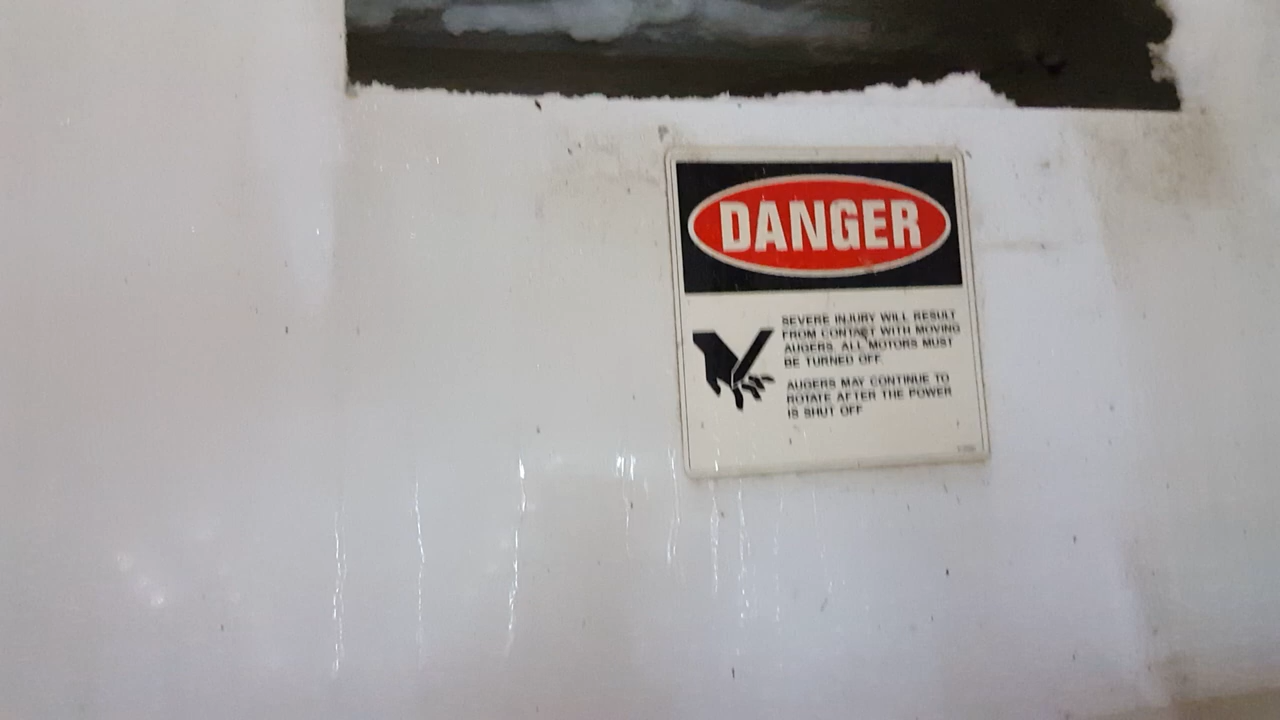 DANGER
SEVERE INJURY WILL RESULT
FROM CONTACT WITH MOVING
AUGERS. ALL MOTORS MUST
BE TURNED OFF.
AUGERS MAY CONTINUE TO
ROTATE AFTER THE POWER
IS SHUT OFF